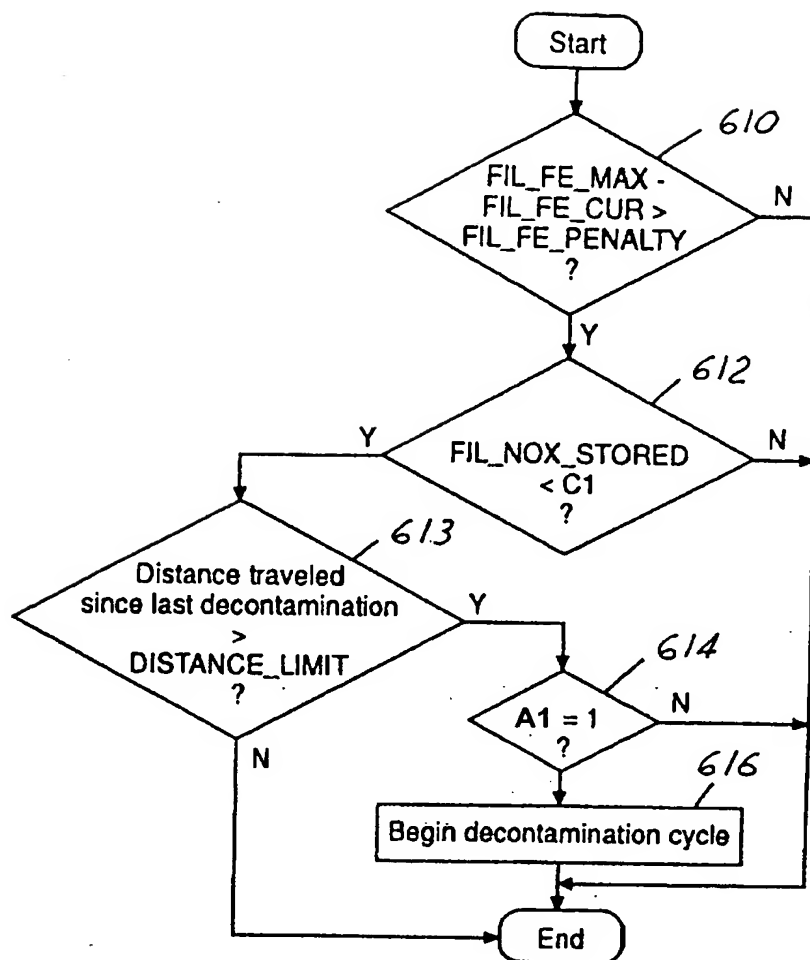 Start
610
FIL_FE_MAX -
FIL_FE_CUR >
FIL_FE_PENALTY
?
N
Y
612
FIL_NOX_STORED
< C1
?
Y
N
613
Distance traveled
since last decontamination
>
DISTANCE_LIMIT
?
Y
N
614
A1 = 1
?
N
616
Begin decontamination cycle
End